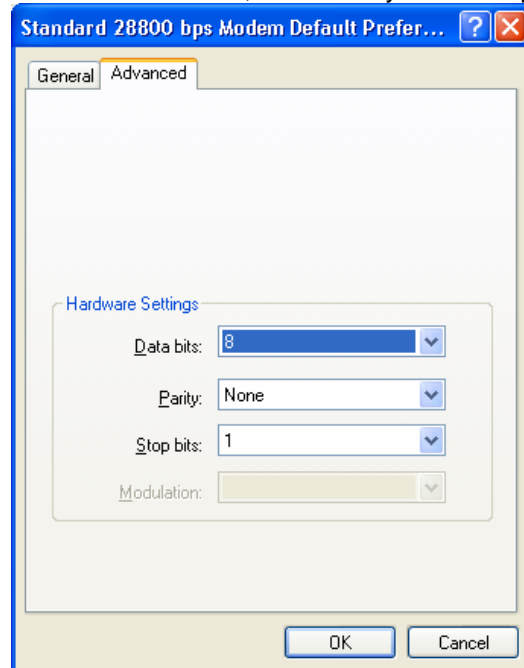 Standard 28800 bps Modem Default Prefer... ?
General Advanced
Hardware Settings
Data bits: 8
Parity: None
Stop bits: 1
Modulation:
OK Cancel